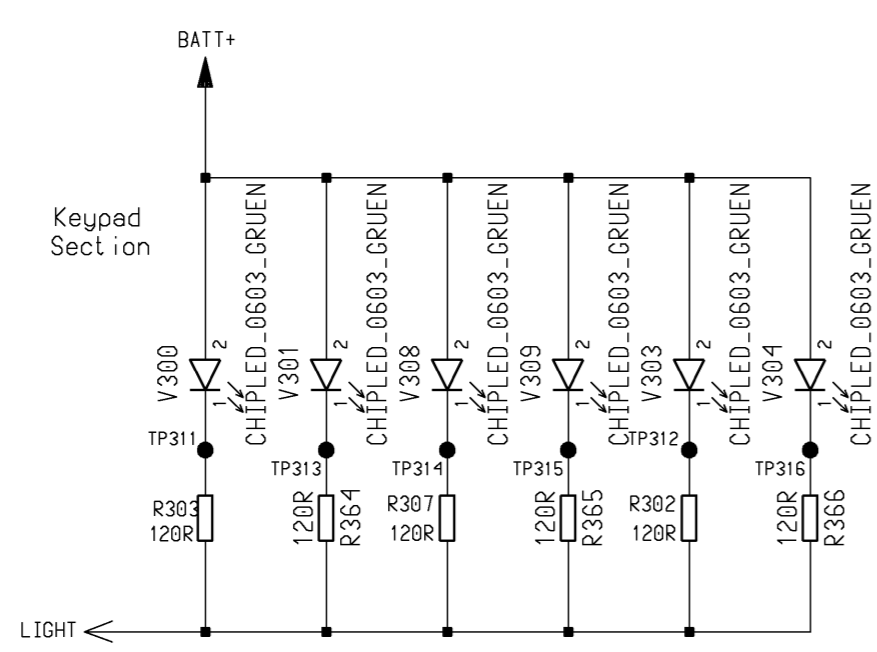 BATT+
Keypad
Section
V300
2
1
CHIPLED_0603_GRUEN
V301
2
1
CHIPLED_0603_GRUEN
V308
2
1
CHIPLED_0603_GRUEN
V309
2
1
CHIPLED_0603_GRUEN
V303
2
1
CHIPLED_0603_GRUEN
V304
2
1
CHIPLED_0603_GRUEN
TP311
TP313
TP314
TP315
TP312
TP316
R303
120R
120R
R364
R307
120R
120R
R365
R302
120R
120R
R366
LIGHT